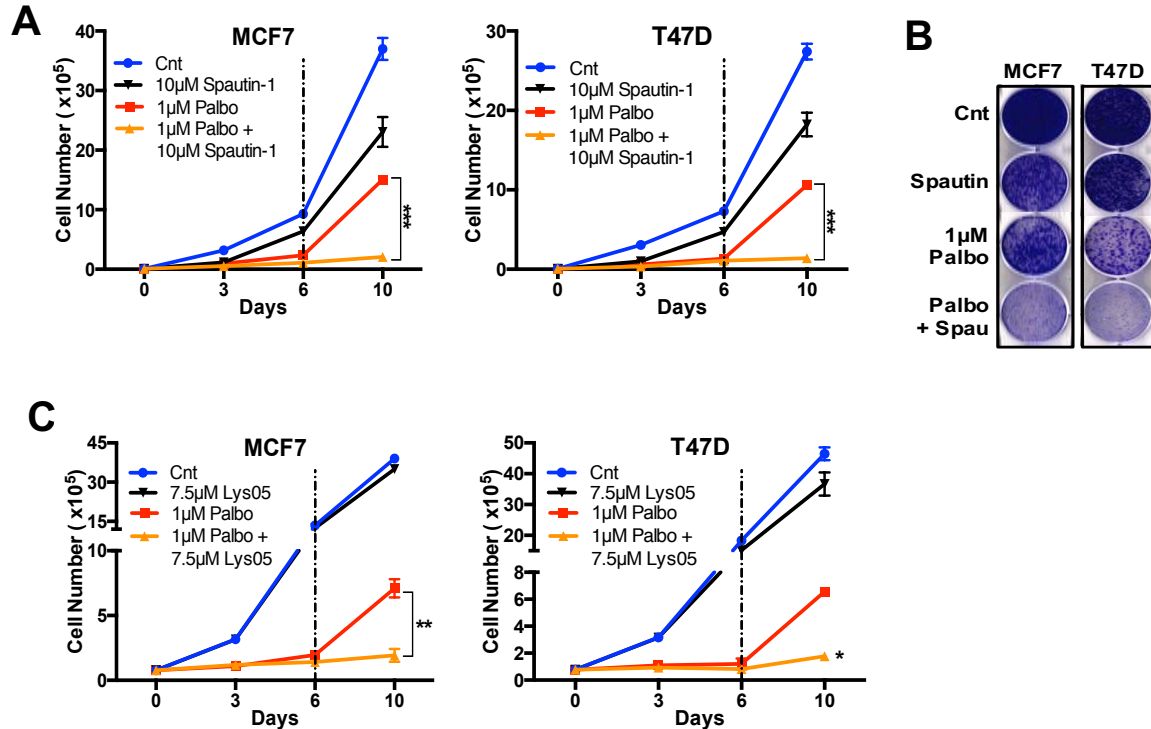 A
MCF7
Cell Number ( x10⁵)
40
30
20
10
0
Cnt
10µM Spautin-1
1µM Palbo
1µM Palbo +
10µM Spautin-1
***
0 3 6 10
Days
T47D
Cell Number ( x10⁵)
30
20
10
0
Cnt
10µM Spautin-1
1µM Palbo
1µM Palbo +
10µM Spautin-1
***
0 3 6 10
Days
B
MCF7 T47D
Cnt
Spautin
1µM
Palbo
Palbo
+ Spau
C
MCF7
Cell Number ( x10⁵)
45
30
15
10
5
0
Cnt
7.5µM Lys05
1µM Palbo
1µM Palbo +
7.5µM Lys05
**
0 3 6 10
Days
T47D
Cell Number ( x10⁵)
50
40
30
20
8
6
4
2
0
Cnt
7.5µM Lys05
1µM Palbo
1µM Palbo +
7.5µM Lys05
*
0 3 6 10
Days